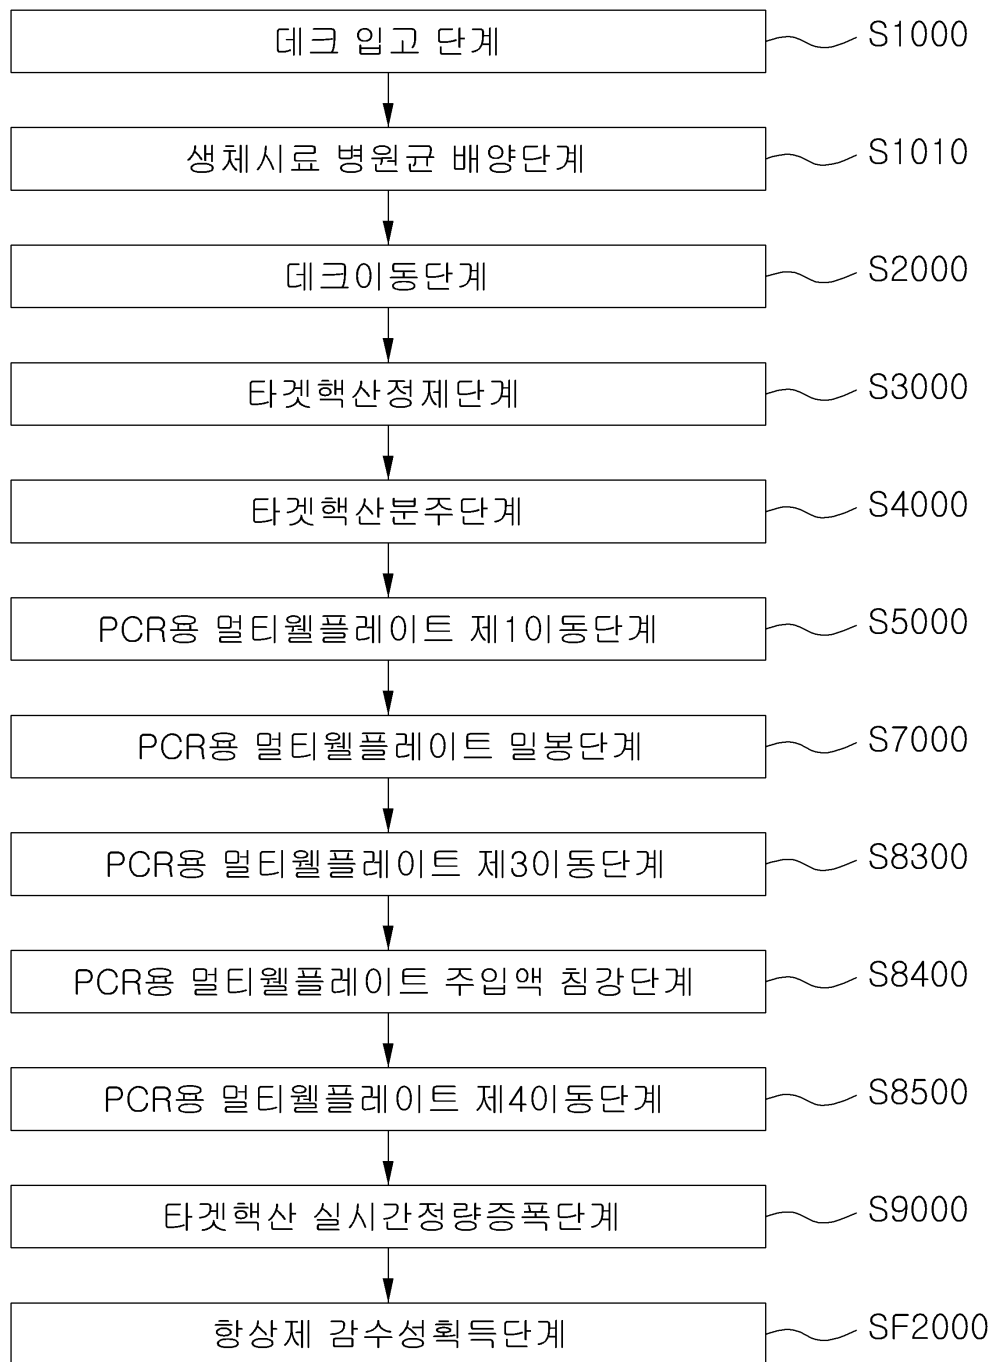 데크 입고 단계 S1000
생체시료 병원균 배양단계 S1010
데크이동단계 S2000
타겟핵산정제단계 S3000
타겟핵산분주단계 S4000
PCR용 멀티웰플레이트 제1이동단계 S5000
PCR용 멀티웰플레이트 밀봉단계 S7000
PCR용 멀티웰플레이트 제3이동단계 S8300
PCR용 멀티웰플레이트 주입액 침강단계 S8400
PCR용 멀티웰플레이트 제4이동단계 S8500
타겟핵산 실시간정량증폭단계 S9000
항상제 감수성획득단계 SF2000